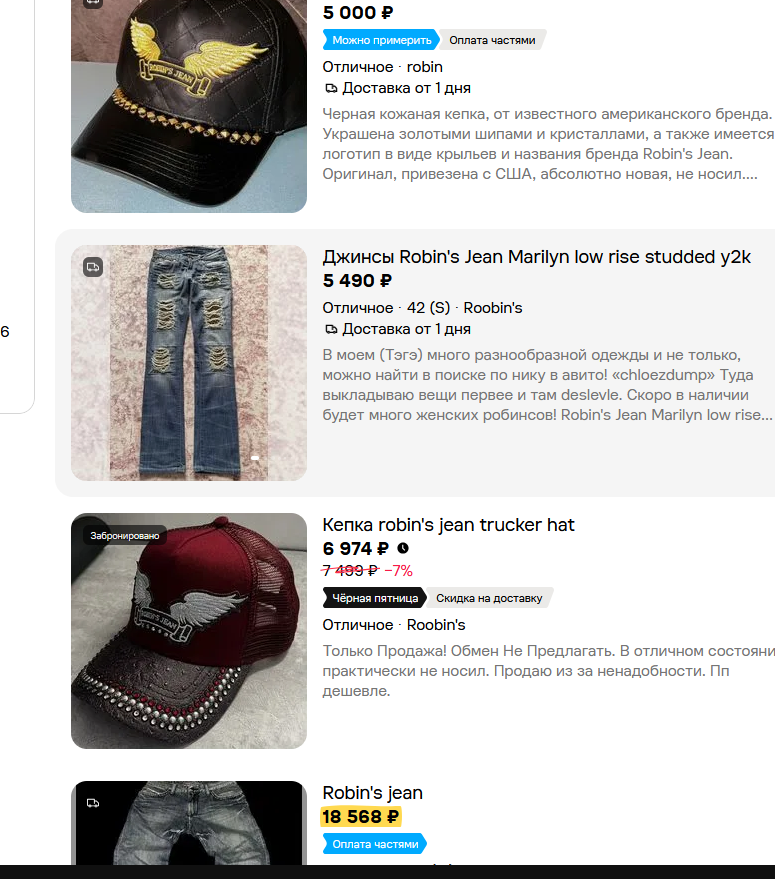 5 000 ₽
Можно примерить Оплата частями
Отличное · robin
Доставка от 1 дня
Черная кожаная кепка, от известного американского бренда.
Украшена золотыми шипами и кристаллами, а также имеется
логотип в виде крыльев и названия бренда Robin's Jean.
Оригинал, привезена с США, абсолютно новая, не носил....
ROBIN'S JEAN
6
Джинсы Robin's Jean Marilyn low rise studded y2k
5 490 ₽
Отличное · 42 (S) · Roobin's
Доставка от 1 дня
В моем (Тэгэ) много разнообразной одежды и не только,
можно найти в поиске по нику в авито! «chloezdump» Туда
выкладываю вещи первее и там deslevle. Скоро в наличии
будет много женских робинсов! Robin's Jean Marilyn low rise...
Забронировано
ROBIN'S JEAN
Кепка robin's jean trucker hat
6 974 ₽
7 499 ₽ −7%
Чёрная пятница Скидка на доставку
Отличное · Roobin's
Только Продажа! Обмен Не Предлагать. В отличном состояни
практически не носил. Продаю из за ненадобности. Пп
дешевле.
Robin's jean
18 568 ₽
Оплата частями